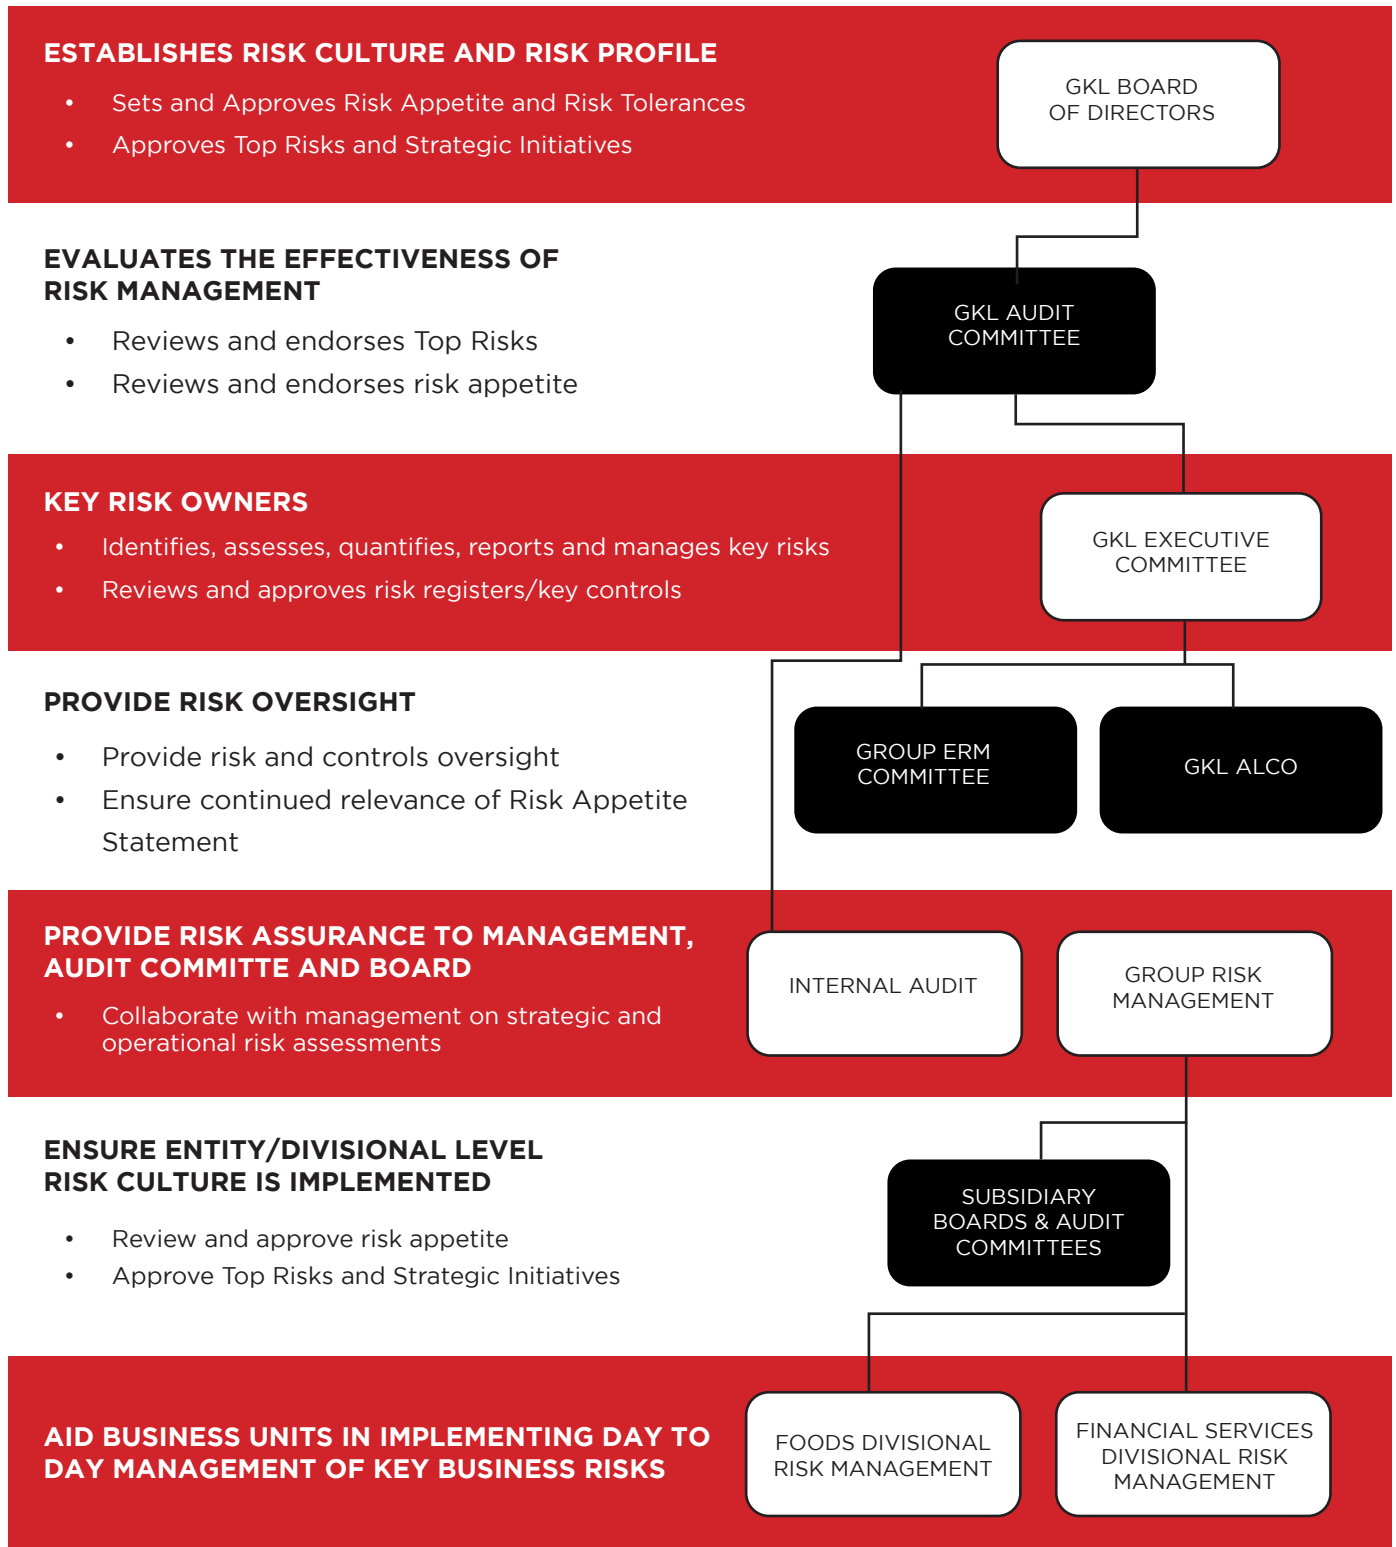 ESTABLISHES RISK CULTURE AND RISK PROFILE
• Sets and Approves Risk Appetite and Risk Tolerances
• Approves Top Risks and Strategic Initiatives
GKL BOARD
OF DIRECTORS
EVALUATES THE EFFECTIVENESS OF
RISK MANAGEMENT
• Reviews and endorses Top Risks
• Reviews and endorses risk appetite
GKL AUDIT
COMMITTEE
KEY RISK OWNERS
• Identifies, assesses, quantifies, reports and manages key risks
• Reviews and approves risk registers/key controls
GKL EXECUTIVE
COMMITTEE
PROVIDE RISK OVERSIGHT
• Provide risk and controls oversight
• Ensure continued relevance of Risk Appetite
Statement
GROUP ERM
COMMITTEE
GKL ALCO
PROVIDE RISK ASSURANCE TO MANAGEMENT,
AUDIT COMMITTE AND BOARD
• Collaborate with management on strategic and
operational risk assessments
INTERNAL AUDIT
GROUP RISK
MANAGEMENT
ENSURE ENTITY/DIVISIONAL LEVEL
RISK CULTURE IS IMPLEMENTED
• Review and approve risk appetite
• Approve Top Risks and Strategic Initiatives
SUBSIDIARY
BOARDS & AUDIT
COMMITTEES
AID BUSINESS UNITS IN IMPLEMENTING DAY TO
DAY MANAGEMENT OF KEY BUSINESS RISKS
FOODS DIVISIONAL
RISK MANAGEMENT
FINANCIAL SERVICES
DIVISIONAL RISK
MANAGEMENT